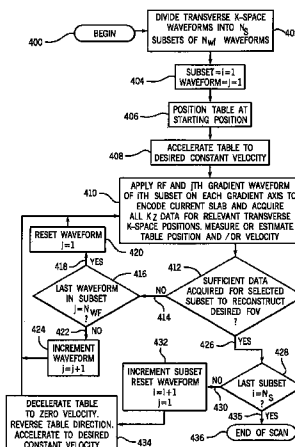 400
BEGIN
DIVIDE TRANSVERSE K-SPACE
WAVEFORMS INTO NS
SUBSETS OF NWf WAVEFORMS
402
404
SUBSET=i=1
WAVEFORM=j=1
406
POSITION TABLE AT
STARTING POSITION
408
ACCELERATE TABLE TO
DESIRED CONSTANT VELOCITY
410
APPLY RF AND jTH GRADIENT WAVEFORM
OF iTH SUBSET ON EACH GRADIENT AXIS TO
ENCODE CURRENT SLAB AND ACQUIRE
ALL KZ DATA FOR RELEVANT TRANSVERSE
K-SPACE POSITIONS. MEASURE OR ESTIMATE
TABLE POSITION AND /OR VELOCITY
RESET WAVEFORM
j=1
420
418
YES
416
LAST WAVEFORM
IN SUBSET
j=NWF
?
NO
414
412
SUFFICIENT DATA
ACQUIRED FOR SELECTED
SUBSET TO RECONSTRUCT
DESIRED FOV
?
422
NO
424
INCREMENT
WAVEFORM
j=j+1
426
YES
428
432
INCREMENT SUBSET
RESET WAVEFORM
i=i+1
j=1
NO
430
LAST SUBSET
i=NS
?
435
YES
436
END OF SCAN
DECELERATE TABLE
TO ZERO VELOCITY.
REVERSE TABLE DIRECTION.
ACCELERATE TO DESIRED
CONSTANT VELOCITY
434